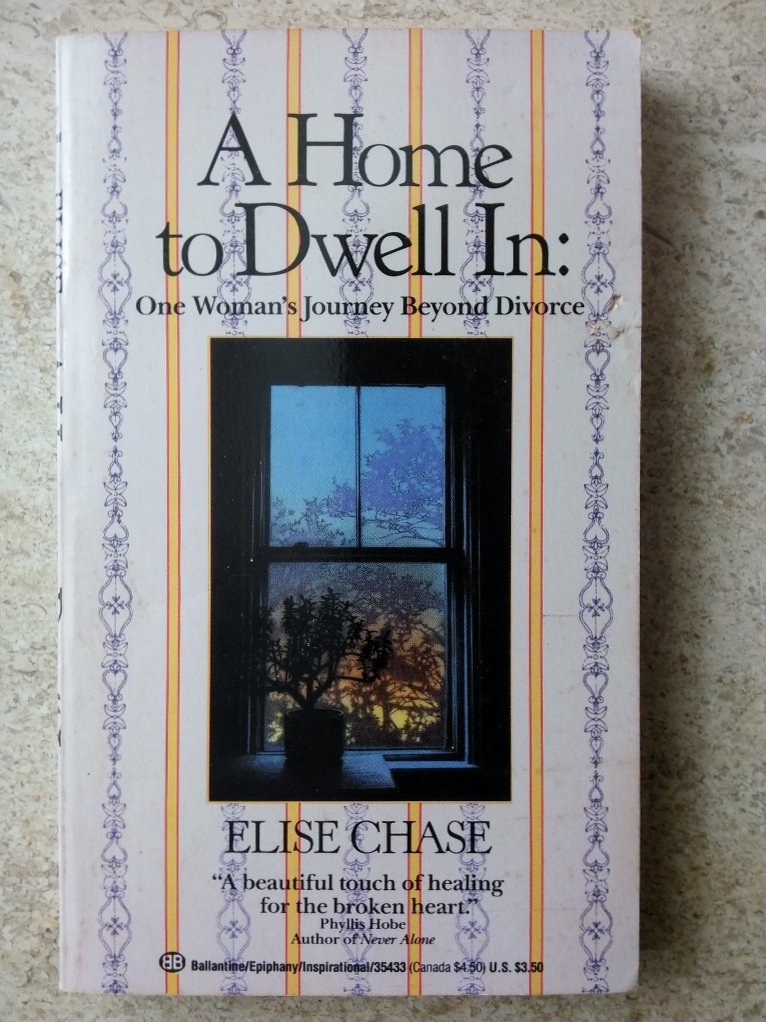 A Home
to Dwell In:
One Woman's Journey Beyond Divorce
ELISE CHASE
“A beautiful touch of healing
for the broken heart.”
Phyllis Hobe
Author of Never Alone
BB Ballantine/Epiphany/Inspirational/35433 (Canada $4.50) U.S. $3.50